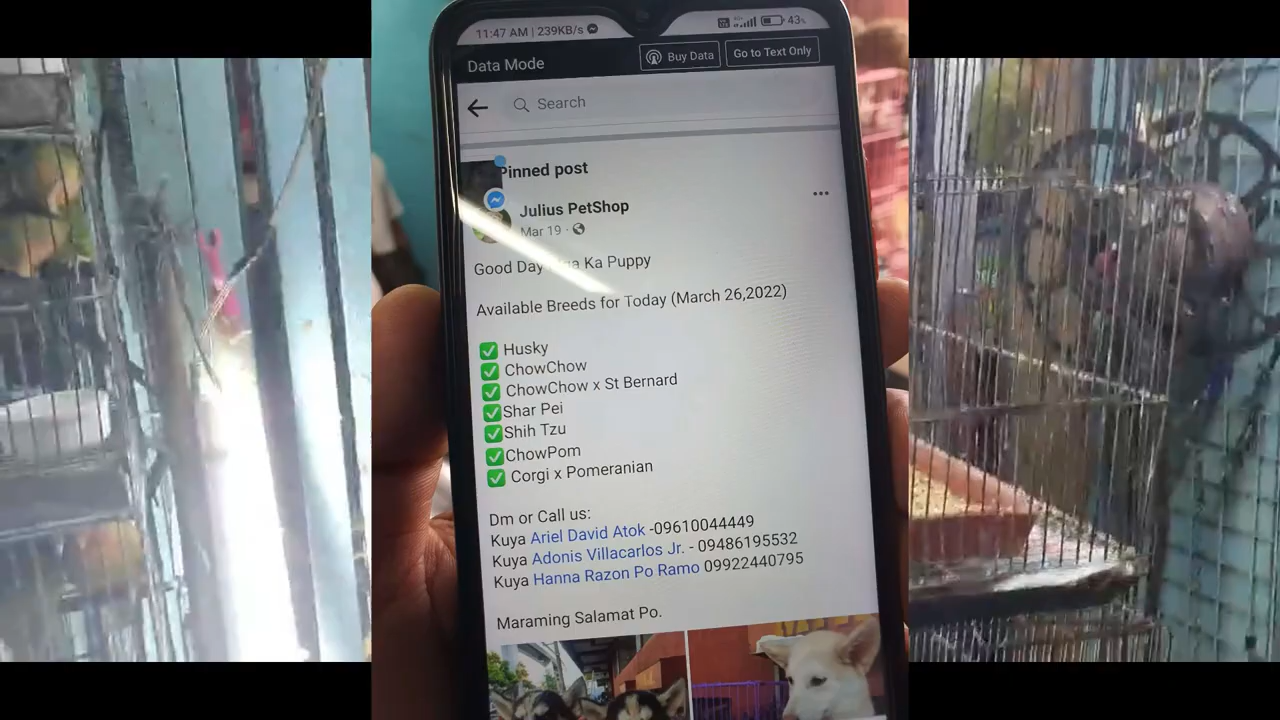 11:47 AM | 239KB/s
43%
Data Mode
Buy Data
Go to Text Only
Search
Pinned post
Julius PetShop
Mar 19
Good Day Ka Puppy
Available Breeds for Today (March 26,2022)
Husky
ChowChow
ChowChow x St Bernard
Shar Pei
Shih Tzu
ChowPom
Corgi x Pomeranian
Dm or Call us:
Kuya Ariel David Atok -09610044449
Kuya Adonis Villacarlos Jr. - 09486195532
Kuya Hanna Razon Po Ramo 09922440795
Maraming Salamat Po.